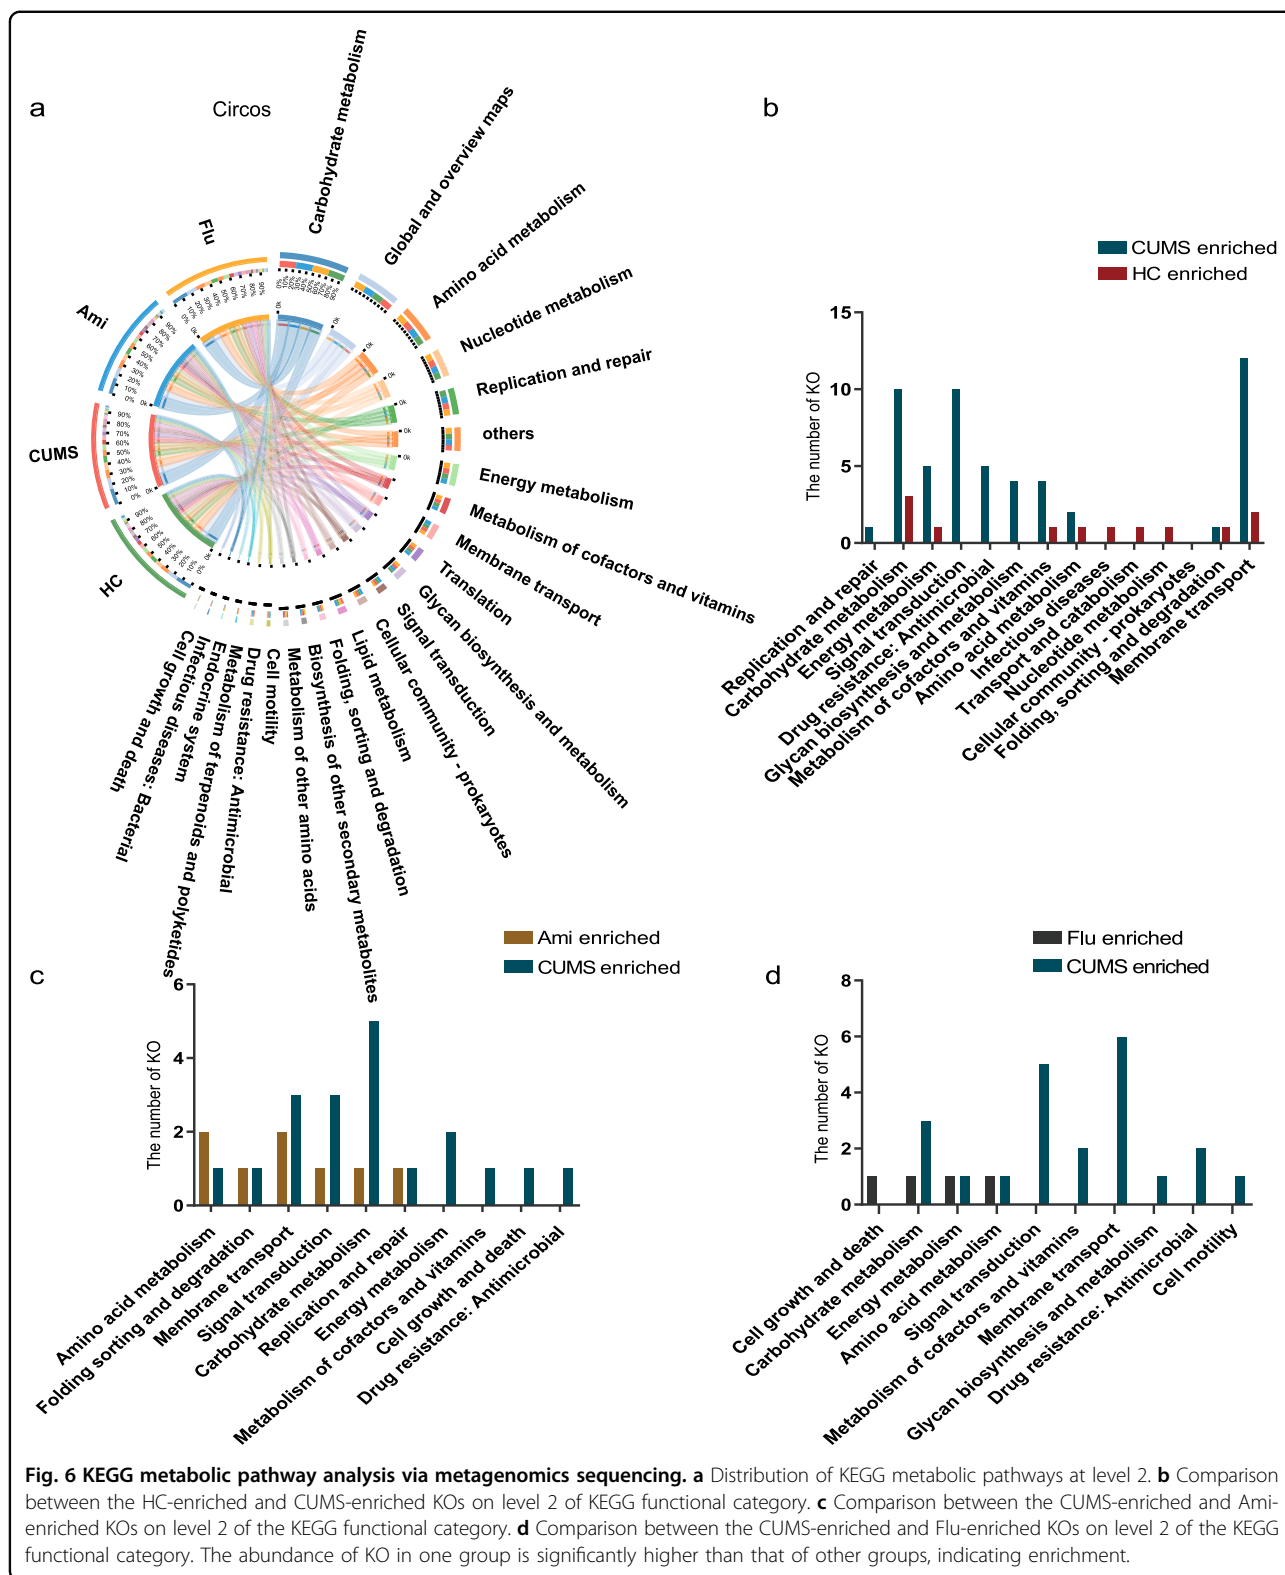 a
Circos
Carbohydrate metabolism
Global and overview maps
Amino acid metabolism
Nucleotide metabolism
Replication and repair
others
Energy metabolism
Metabolism of cofactors and vitamins
Membrane transport
Translation
Glycan biosynthesis and metabolism
Signal transduction
Cellular community - prokaryotes
Lipid metabolism
Folding, sorting and degradation
Biosynthesis of other secondary metabolites
Metabolism of other amino acids
Cell motility
Drug resistance: Antimicrobial
Metabolism of terpenoids and polyketides
Endocrine system
Infectious diseases: Bacterial
Cell growth and death
HC
CUMS
Ami
Flu
b
CUMS enriched
HC enriched
The number of KO
15
10
5
0
Replication and repair
Carbohydrate metabolism
Energy metabolism
Signal transduction
Drug resistance: Antimicrobial
Glycan biosynthesis and metabolism
Metabolism of cofactors and vitamins
Amino acid metabolism
Infectious diseases
Transport and catabolism
Nucleotide metabolism
Cellular community - prokaryotes
Folding, sorting and degradation
Membrane transport
c
Ami enriched
CUMS enriched
The number of KO
6
4
2
0
Amino acid metabolism
Folding sorting and degradation
Membrane transport
Signal transduction
Carbohydrate metabolism
Replication and repair
Energy metabolism
Metabolism of cofactors and vitamins
Cell growth and death
Drug resistance: Antimicrobial
d
Flu enriched
CUMS enriched
The number of KO
8
6
4
2
0
Cell growth and death
Carbohydrate metabolism
Energy metabolism
Amino acid metabolism
Signal transduction
Metabolism of cofactors and vitamins
Membrane transport
Glycan biosynthesis and metabolism
Drug resistance: Antimicrobial
Cell motility
Fig. 6 KEGG metabolic pathway analysis via metagenomics sequencing. a Distribution of KEGG metabolic pathways at level 2. b Comparison
between the HC-enriched and CUMS-enriched KOs on level 2 of KEGG functional category. c Comparison between the CUMS-enriched and Ami-
enriched KOs on level 2 of the KEGG functional category. d Comparison between the CUMS-enriched and Flu-enriched KOs on level 2 of the KEGG
functional category. The abundance of KO in one group is significantly higher than that of other groups, indicating enrichment.